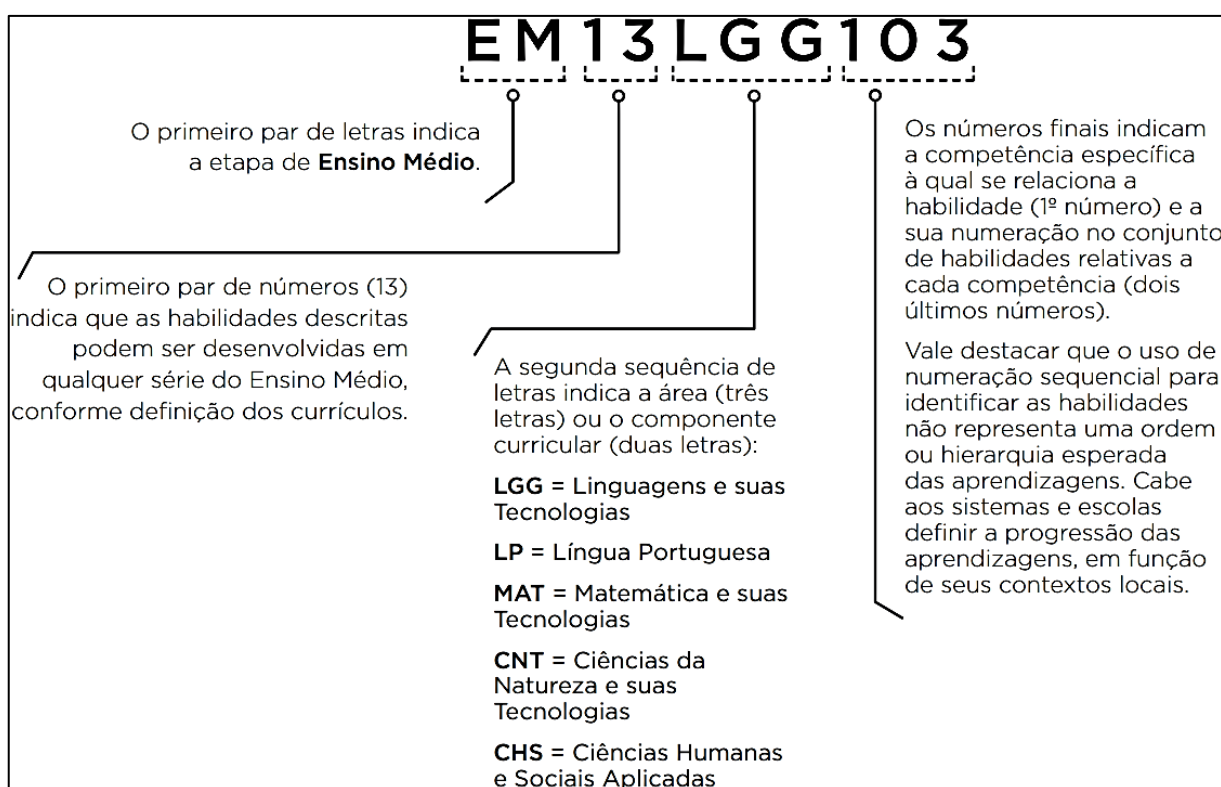 EM13LGG103
O primeiro par de letras indica
a etapa de Ensino Médio.
O primeiro par de números (13)
indica que as habilidades descritas
podem ser desenvolvidas em
qualquer série do Ensino Médio,
conforme definição dos currículos.
A segunda sequência de
letras indica a área (três
letras) ou o componente
curricular (duas letras):
LGG = Linguagens e suas
Tecnologias
LP = Língua Portuguesa
MAT = Matemática e suas
Tecnologias
CNT = Ciências da
Natureza e suas
Tecnologias
CHS = Ciências Humanas
e Sociais Aplicadas
Os números finais indicam
a competência específica
à qual se relaciona a
habilidade (1º número) e a
sua numeração no conjunto
de habilidades relativas a
cada competência (dois
últimos números).
Vale destacar que o uso de
numeração sequencial para
identificar as habilidades
não representa uma ordem
ou hierarquia esperada
das aprendizagens. Cabe
aos sistemas e escolas
definir a progressão das
aprendizagens, em função
de seus contextos locais.